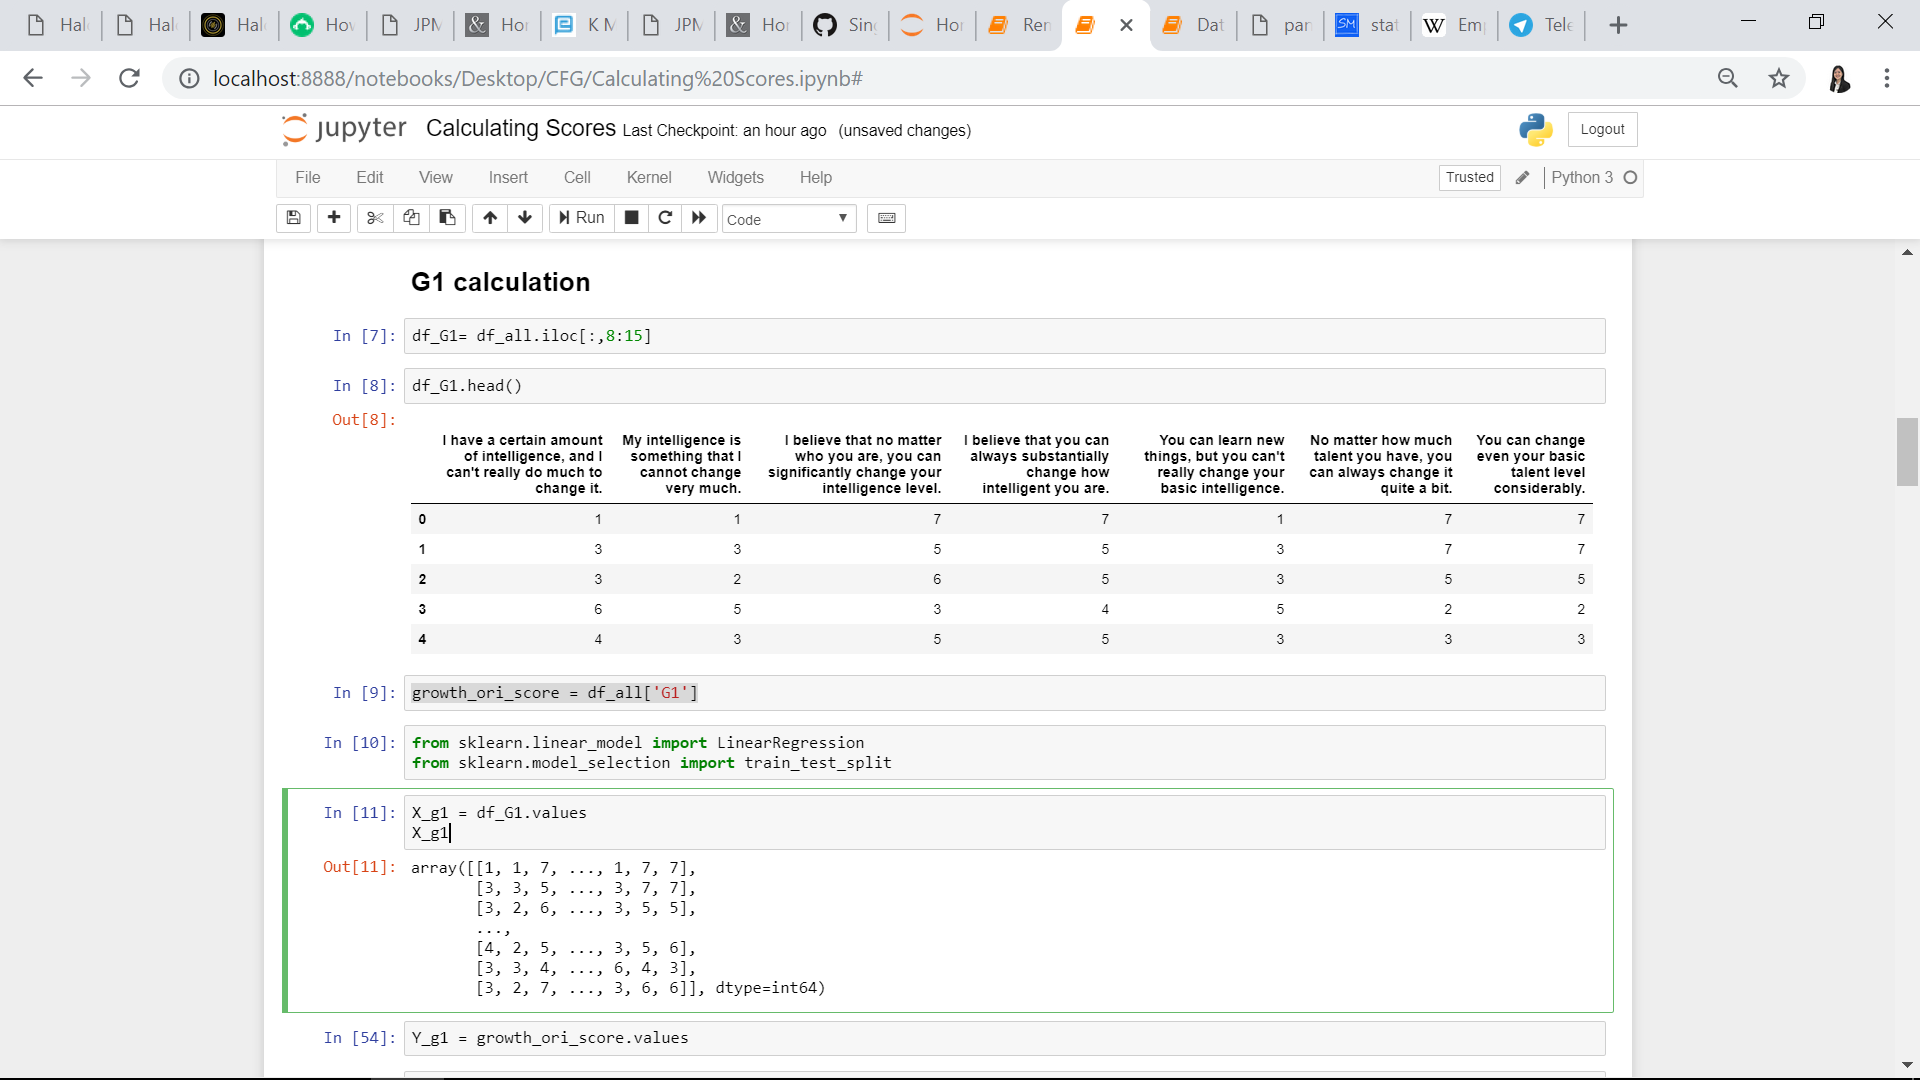 Hal Hal Hal How JPM Hor K M JPM Hor Sin Hor Ren Dat pan stat Em Tele
localhost:8888/notebooks/Desktop/CFG/Calculating%20Scores.ipynb#
jupyter Calculating Scores Last Checkpoint: an hour ago (unsaved changes) Logout
File Edit View Insert Cell Kernel Widgets Help Trusted Python 3
Run Code
G1 calculation
In [7]: df_G1= df_all.iloc[:,8:15]
In [8]: df_G1.head()
Out[8]:
I have a certain amount My intelligence is I believe that no matter I believe that you can You can learn new No matter how much You can change
of intelligence, and I something that I who you are, you can always substantially things, but you can't talent you have, you even your basic
can't really do much to cannot change significantly change your change how really change your can always change it talent level
change it. very much. intelligence level. intelligent you are. basic intelligence. quite a bit. considerably.
0 1 1 7 7 1 7 7
1 3 3 5 5 3 7 7
2 3 2 6 5 3 5 5
3 6 5 3 4 5 2 2
4 4 3 5 5 3 3 3
In [9]: growth_ori_score = df_all['G1']
In [10]: from sklearn.linear_model import LinearRegression
from sklearn.model_selection import train_test_split
In [11]: X_g1 = df_G1.values
X_g1
Out[11]: array([[1, 1, 7, ..., 1, 7, 7],
[3, 3, 5, ..., 3, 7, 7],
[3, 2, 6, ..., 3, 5, 5],
...,
[4, 2, 5, ..., 3, 5, 6],
[3, 3, 4, ..., 6, 4, 3],
[3, 2, 7, ..., 3, 6, 6]], dtype=int64)
In [54]: Y_g1 = growth_ori_score.values